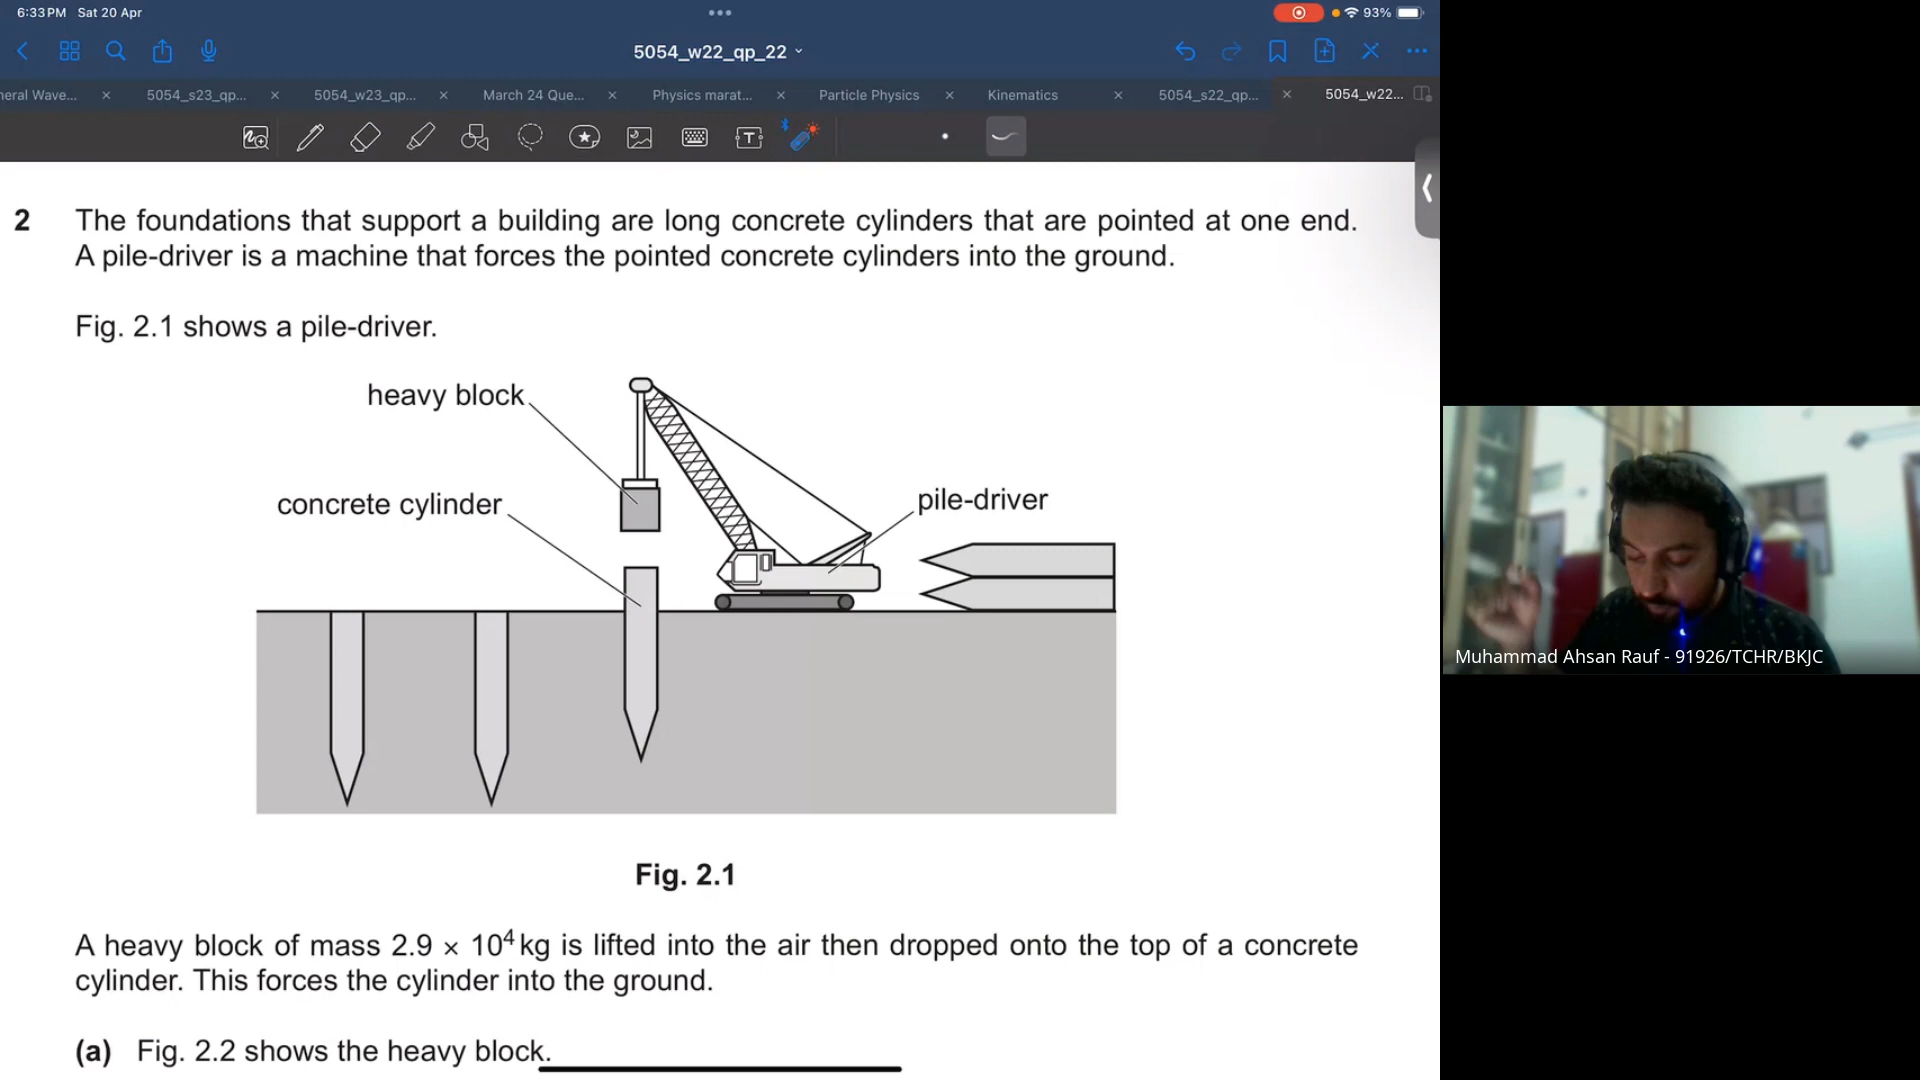 6:33 PM Sat 20 Apr
93%
5054_w22_qp_22
neral Wave...
5054_s23_qp...
5054_w23_qp...
March 24 Que...
Physics marat...
Particle Physics
Kinematics
5054_s22_qp...
5054_w22...
2 The foundations that support a building are long concrete cylinders that are pointed at one end.
A pile-driver is a machine that forces the pointed concrete cylinders into the ground.
Fig. 2.1 shows a pile-driver.
heavy block
concrete cylinder
pile-driver
Fig. 2.1
A heavy block of mass 2.9 × 10⁴ kg is lifted into the air then dropped onto the top of a concrete
cylinder. This forces the cylinder into the ground.
(a) Fig. 2.2 shows the heavy block.
Muhammad Ahsan Rauf - 91926/TCHR/BKJC